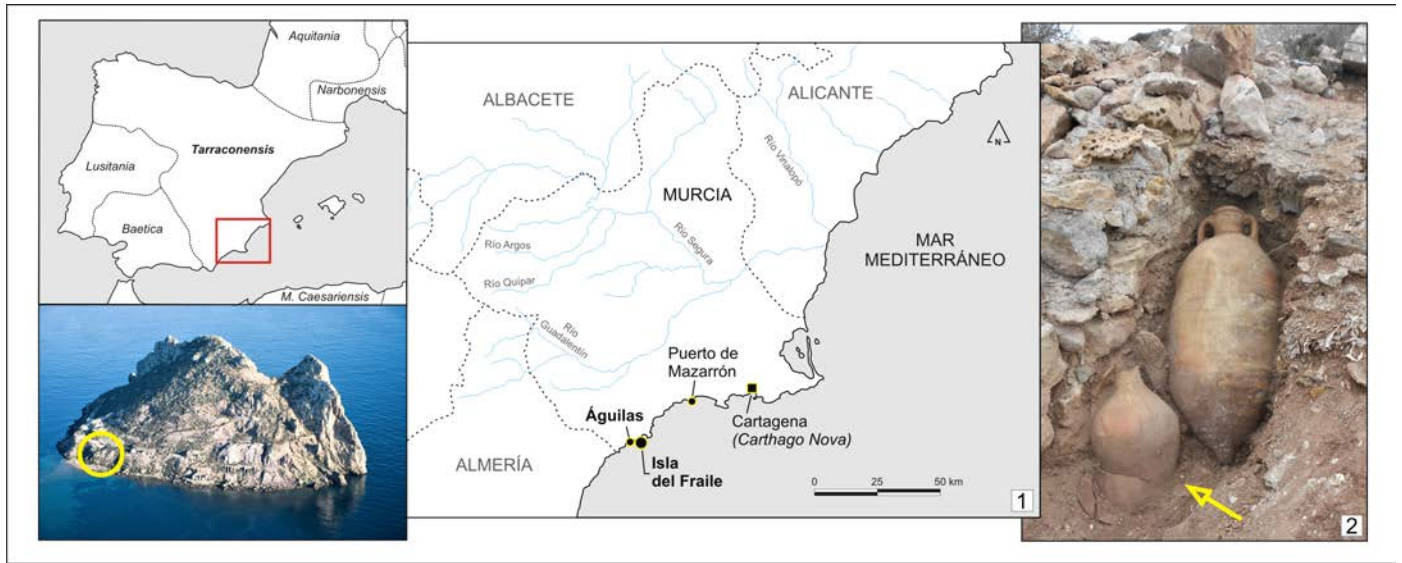 Aquitania
Narbonensis
Tarraconensis
Lusitania
Baetica
M. Caesariensis
ALBACETE
ALICANTE
Río Vinalopó
N
MURCIA
Río Segura
Río Argos
MAR
MEDITERRÁNEO
Río Quipar
Río
Guadalentín
Puerto de
Mazarrón
Águilas
Cartagena
(Carthago Nova)
ALMERÍA
Isla
del Fraile
0 25 50 km
1
2